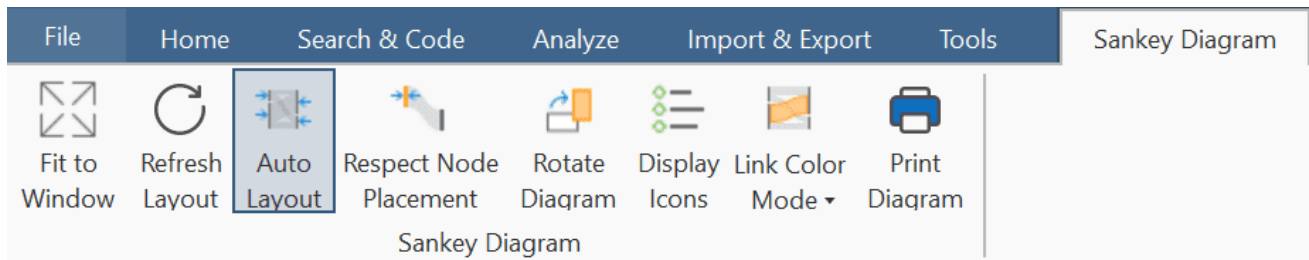 File Home Search & Code Analyze Import & Export Tools Sankey Diagram
Fit to Refresh Auto Respect Node Rotate Display Link Color Print
Window Layout Layout Placement Diagram Icons Mode Diagram
Sankey Diagram